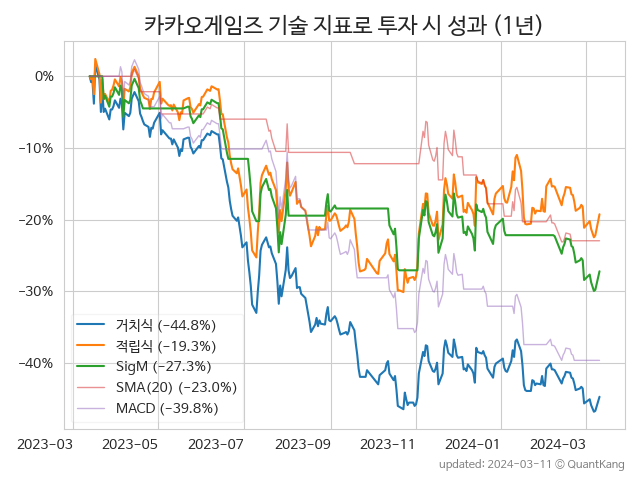 카카오게임즈 기술 지표로 투자 시 성과 (1년)
0%
−10%
−20%
−30%
−40%
거치식 (−44.8%)
적립식 (−19.3%)
SigM (−27.3%)
SMA(20) (−23.0%)
MACD (−39.8%)
2023−03 2023−05 2023−07 2023−09 2023−11 2024−01 2024−03
updated: 2024−03−11 © QuantKang